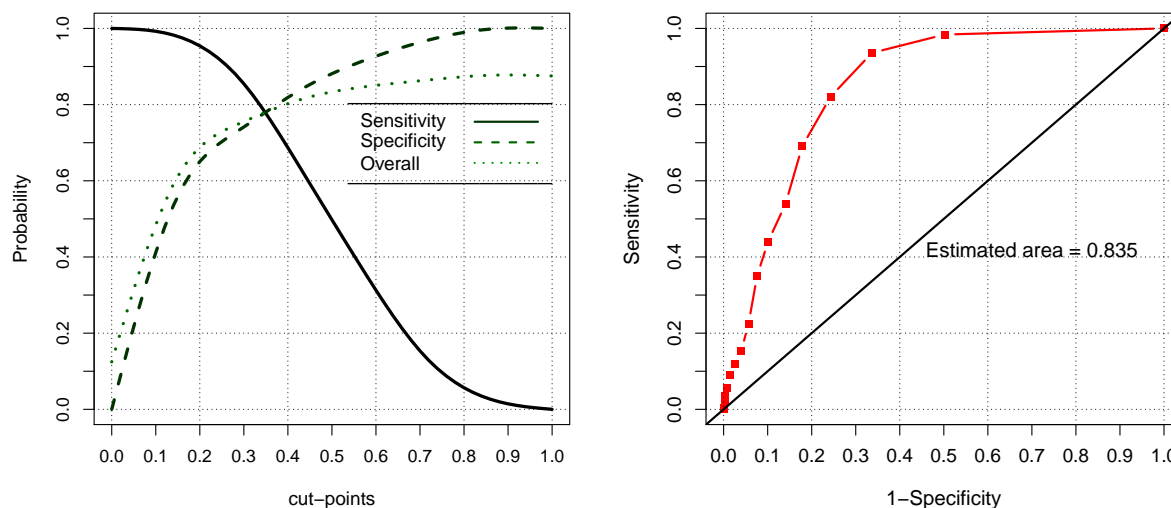 1.0
0.8
0.6
0.4
0.2
0.0
Probability
Sensitivity
Specificity
Overall
0.0 0.1 0.2 0.3 0.4 0.5 0.6 0.7 0.8 0.9 1.0
cut−points
1.0
0.8
0.6
0.4
0.2
0.0
Sensitivity
Estimated area = 0.835
0.0 0.1 0.2 0.3 0.4 0.5 0.6 0.7 0.8 0.9 1.0
1−Specificity